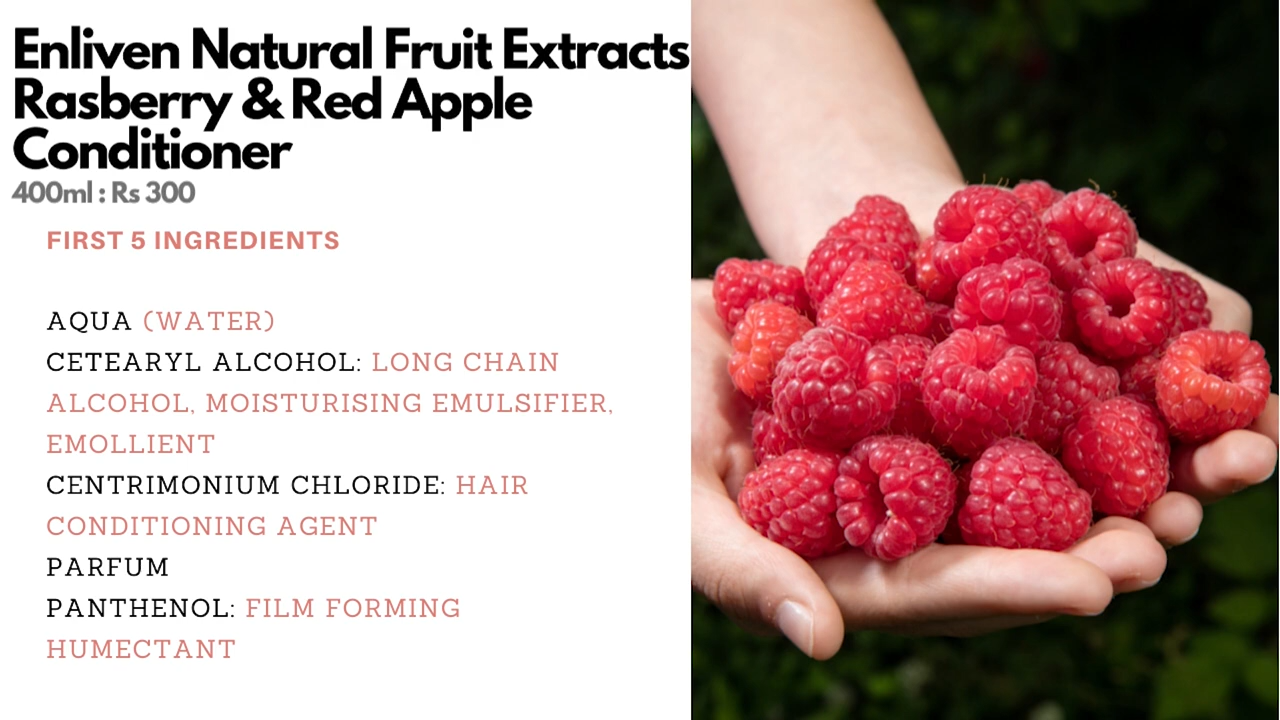 Enliven Natural Fruit Extracts
Rasberry & Red Apple
Conditioner
400ml : Rs 300
FIRST 5 INGREDIENTS
AQUA (WATER)
CETEARYL ALCOHOL: LONG CHAIN
ALCOHOL, MOISTURISING EMULSIFIER,
EMOLLIENT
CENTRIMONIUM CHLORIDE: HAIR
CONDITIONING AGENT
PARFUM
PANTHENOL: FILM FORMING
HUMECTANT